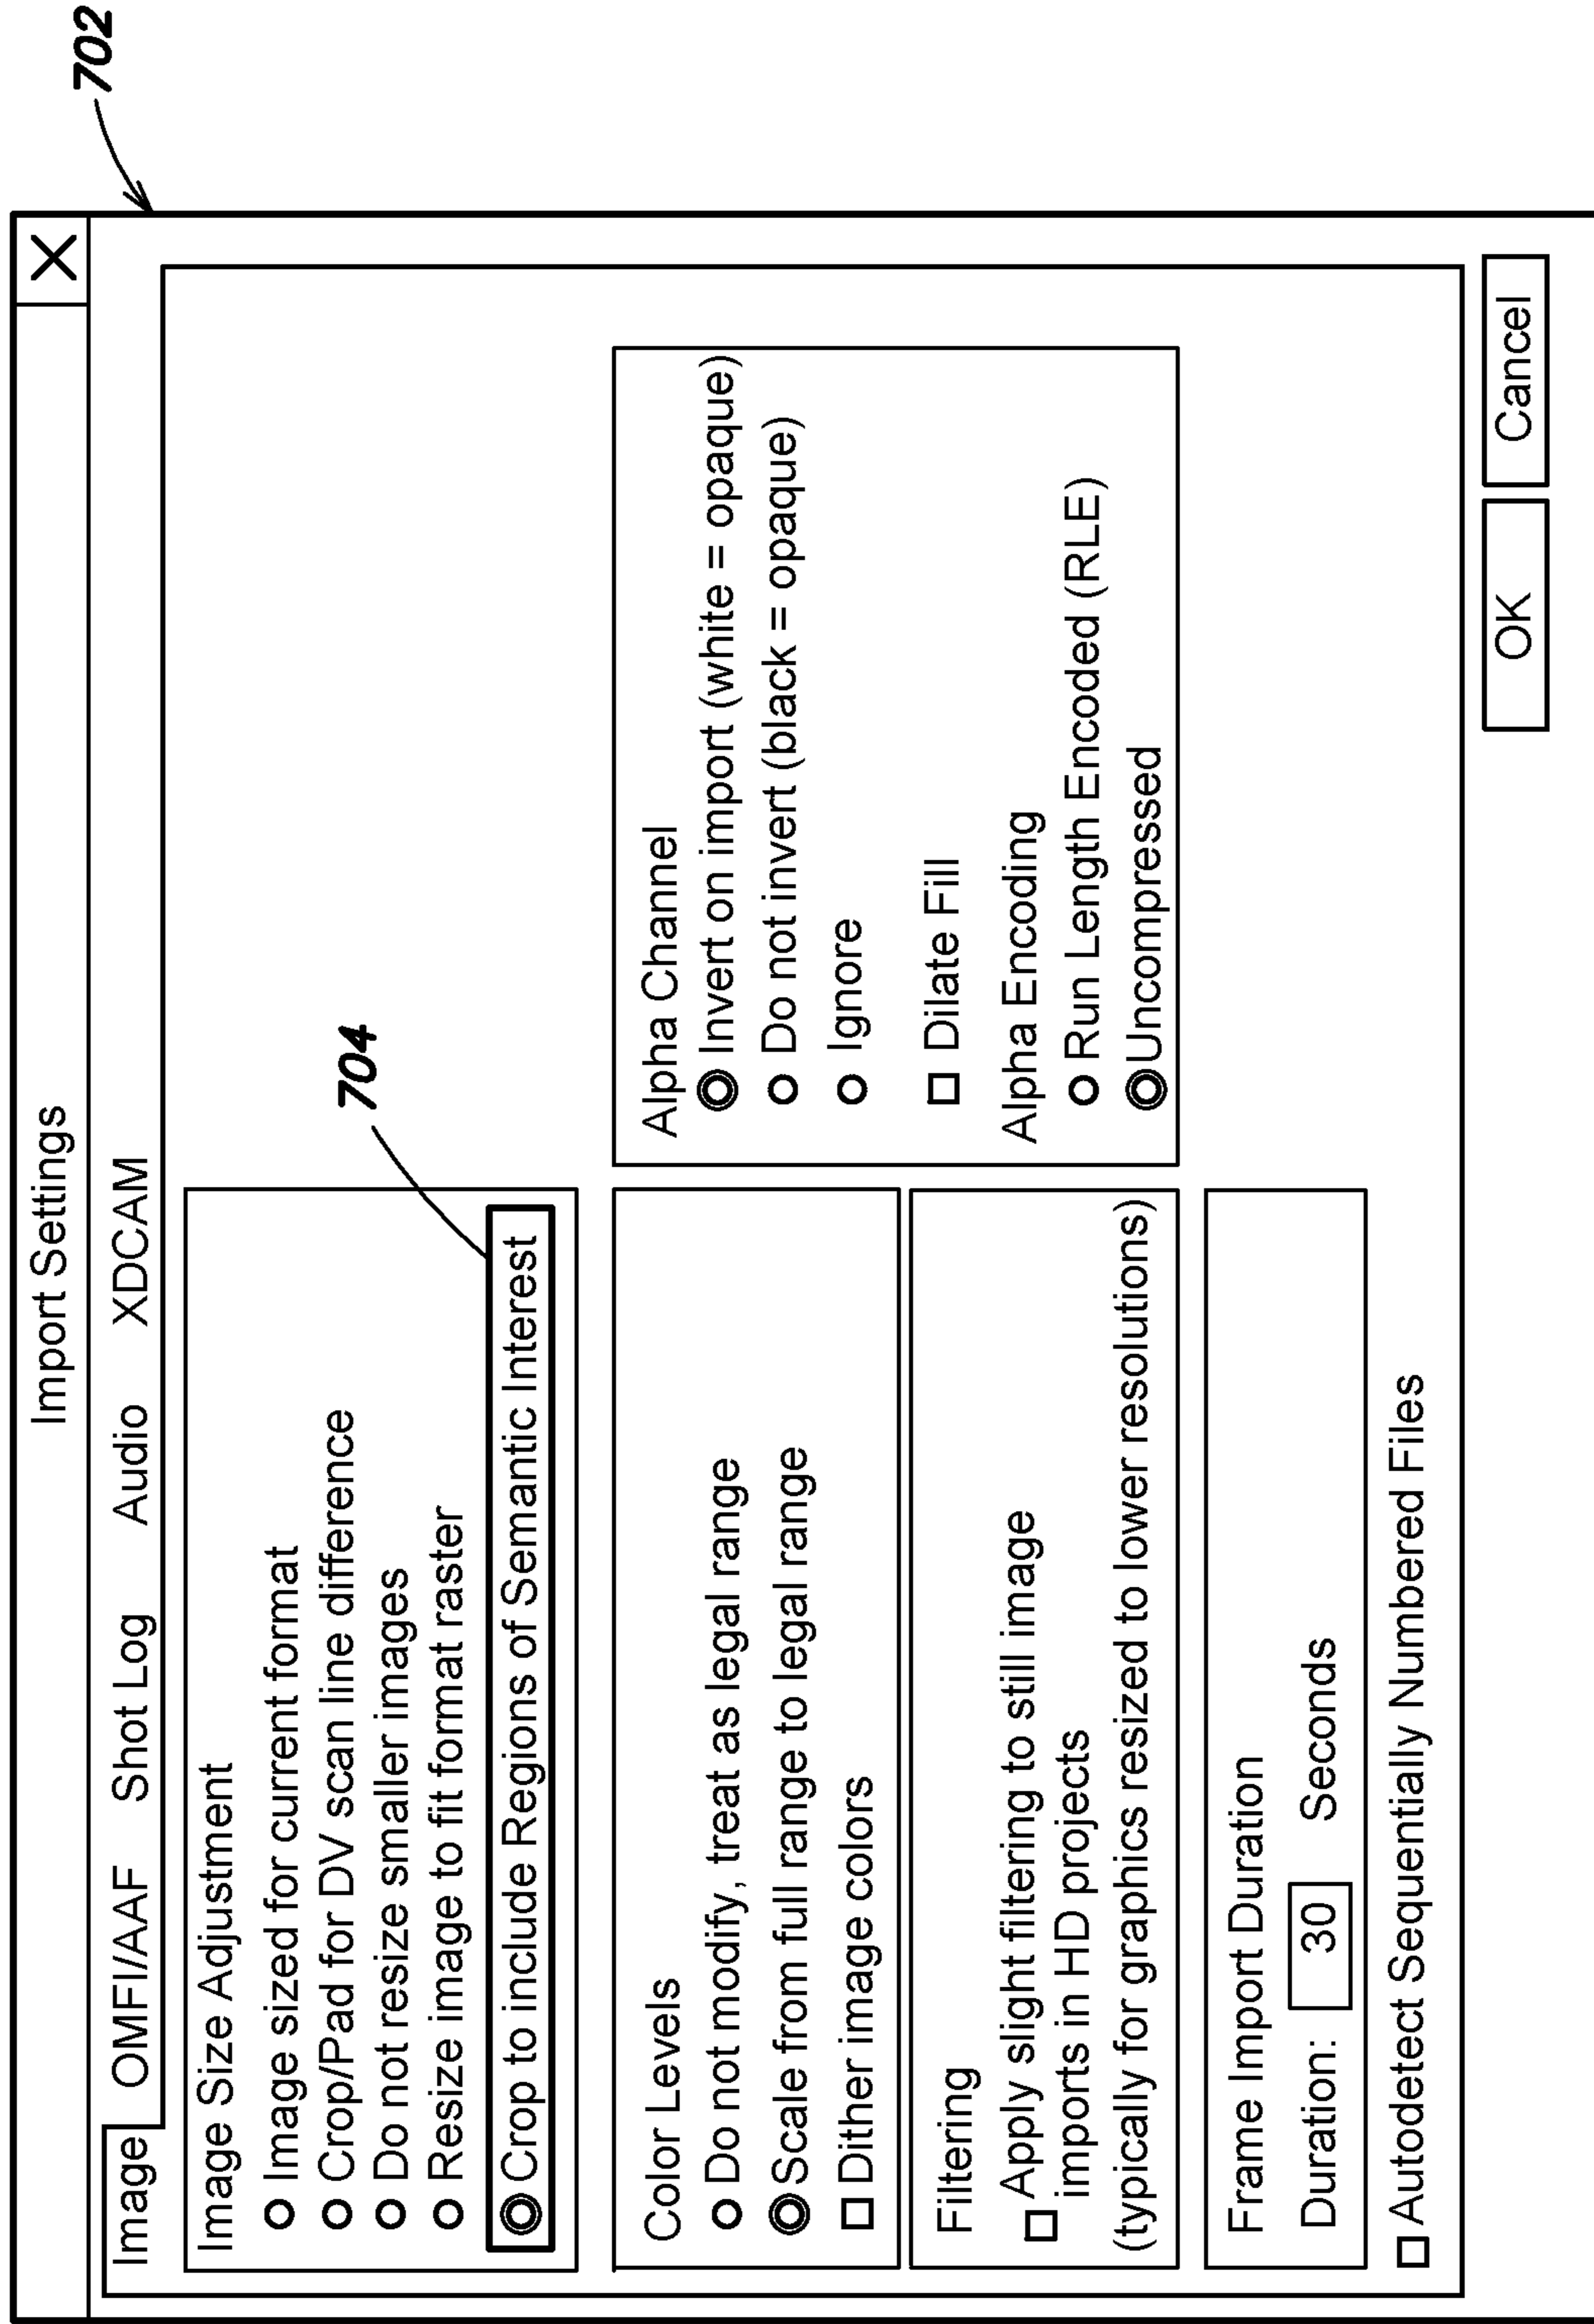 702
Import Settings X
Image OMFI/AAF Shot Log Audio XDCAM
Image Size Adjustment
Image sized for current format
Crop/Pad for DV scan line difference
Do not resize smaller images
Resize image to fit format raster
Crop to include Regions of Semantic Interest
704
Color Levels
Do not modify, treat as legal range
Scale from full range to legal range
Dither image colors
Filtering
Apply slight filtering to still image
imports in HD projects
(typically for graphics resized to lower resolutions)
Alpha Channel
Invert on import (white = opaque)
Do not invert (black = opaque)
Ignore
Dilate Fill
Alpha Encoding
Run Length Encoded (RLE)
Uncompressed
Frame Import Duration
Duration: 30 Seconds
Autodetect Sequentially Numbered Files
OK Cancel